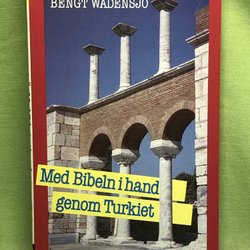 BENGT WADENSJÖ
Med Bibeln i hand
genom Turkiet